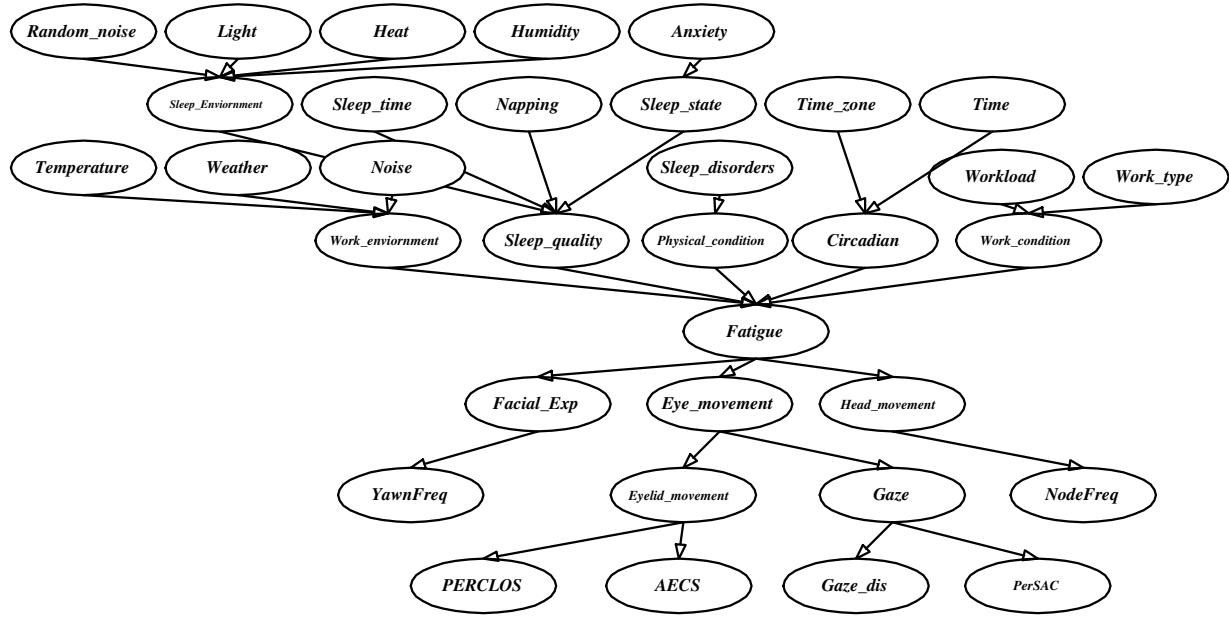 Random_noise
Light
Heat
Humidity
Anxiety
Sleep_Enviornment
Sleep_time
Napping
Sleep_state
Time_zone
Time
Temperature
Weather
Noise
Sleep_disorders
Workload
Work_type
Work_enviornment
Sleep_quality
Physical_condition
Circadian
Work_condition
Fatigue
Facial_Exp
Eye_movement
Head_movement
YawnFreq
Eyelid_movement
Gaze
NodeFreq
PERCLOS
AECS
Gaze_dis
PerSAC